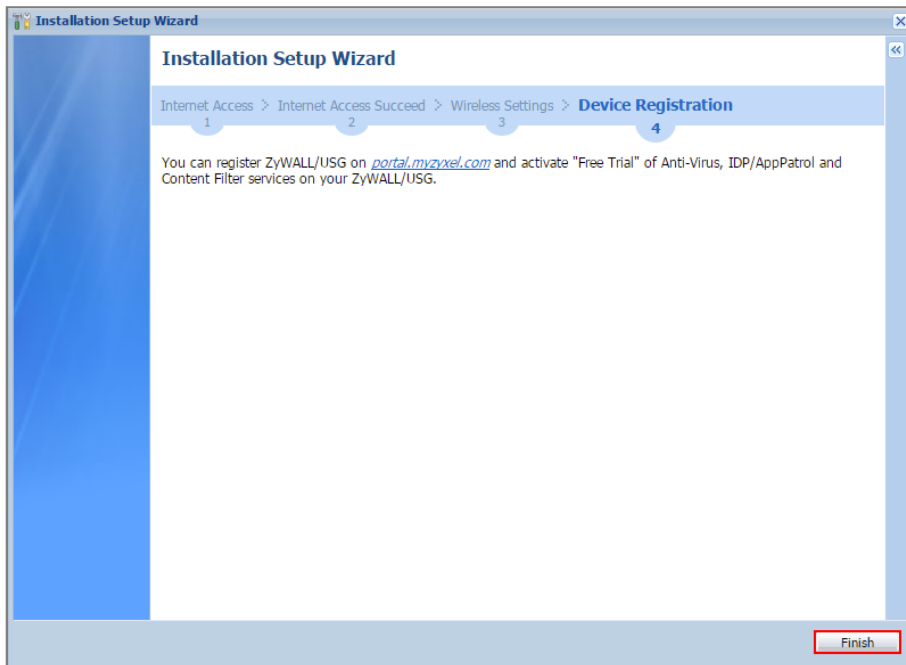 Installation Setup Wizard
Installation Setup Wizard
Internet Access > Internet Access Succeed > Wireless Settings > Device Registration
1 2 3 4
You can register ZyWALL/USG on portal.myzyxel.com and activate "Free Trial" of Anti-Virus, IDP/AppPatrol and
Content Filter services on your ZyWALL/USG.
Finish